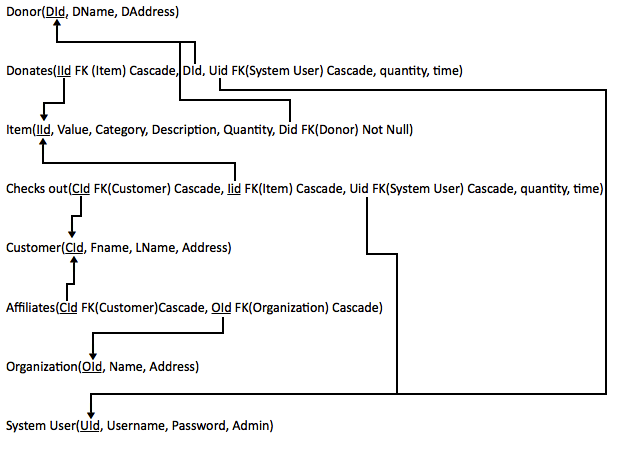 Donor(DId, DName, DAddress)
Donates(IId FK (Item) Cascade, DId, Uid FK(System User) Cascade, quantity, time)
Item(IId, Value, Category, Description, Quantity, Did FK(Donor) Not Null)
Checks out(CId FK(Customer) Cascade, Iid FK(Item) Cascade, Uid FK(System User) Cascade, quantity, time)
Customer(CId, Fname, LName, Address)
Affiliates(CId FK(Customer)Cascade, OId FK(Organization) Cascade)
Organization(OId, Name, Address)
System User(UId, Username, Password, Admin)